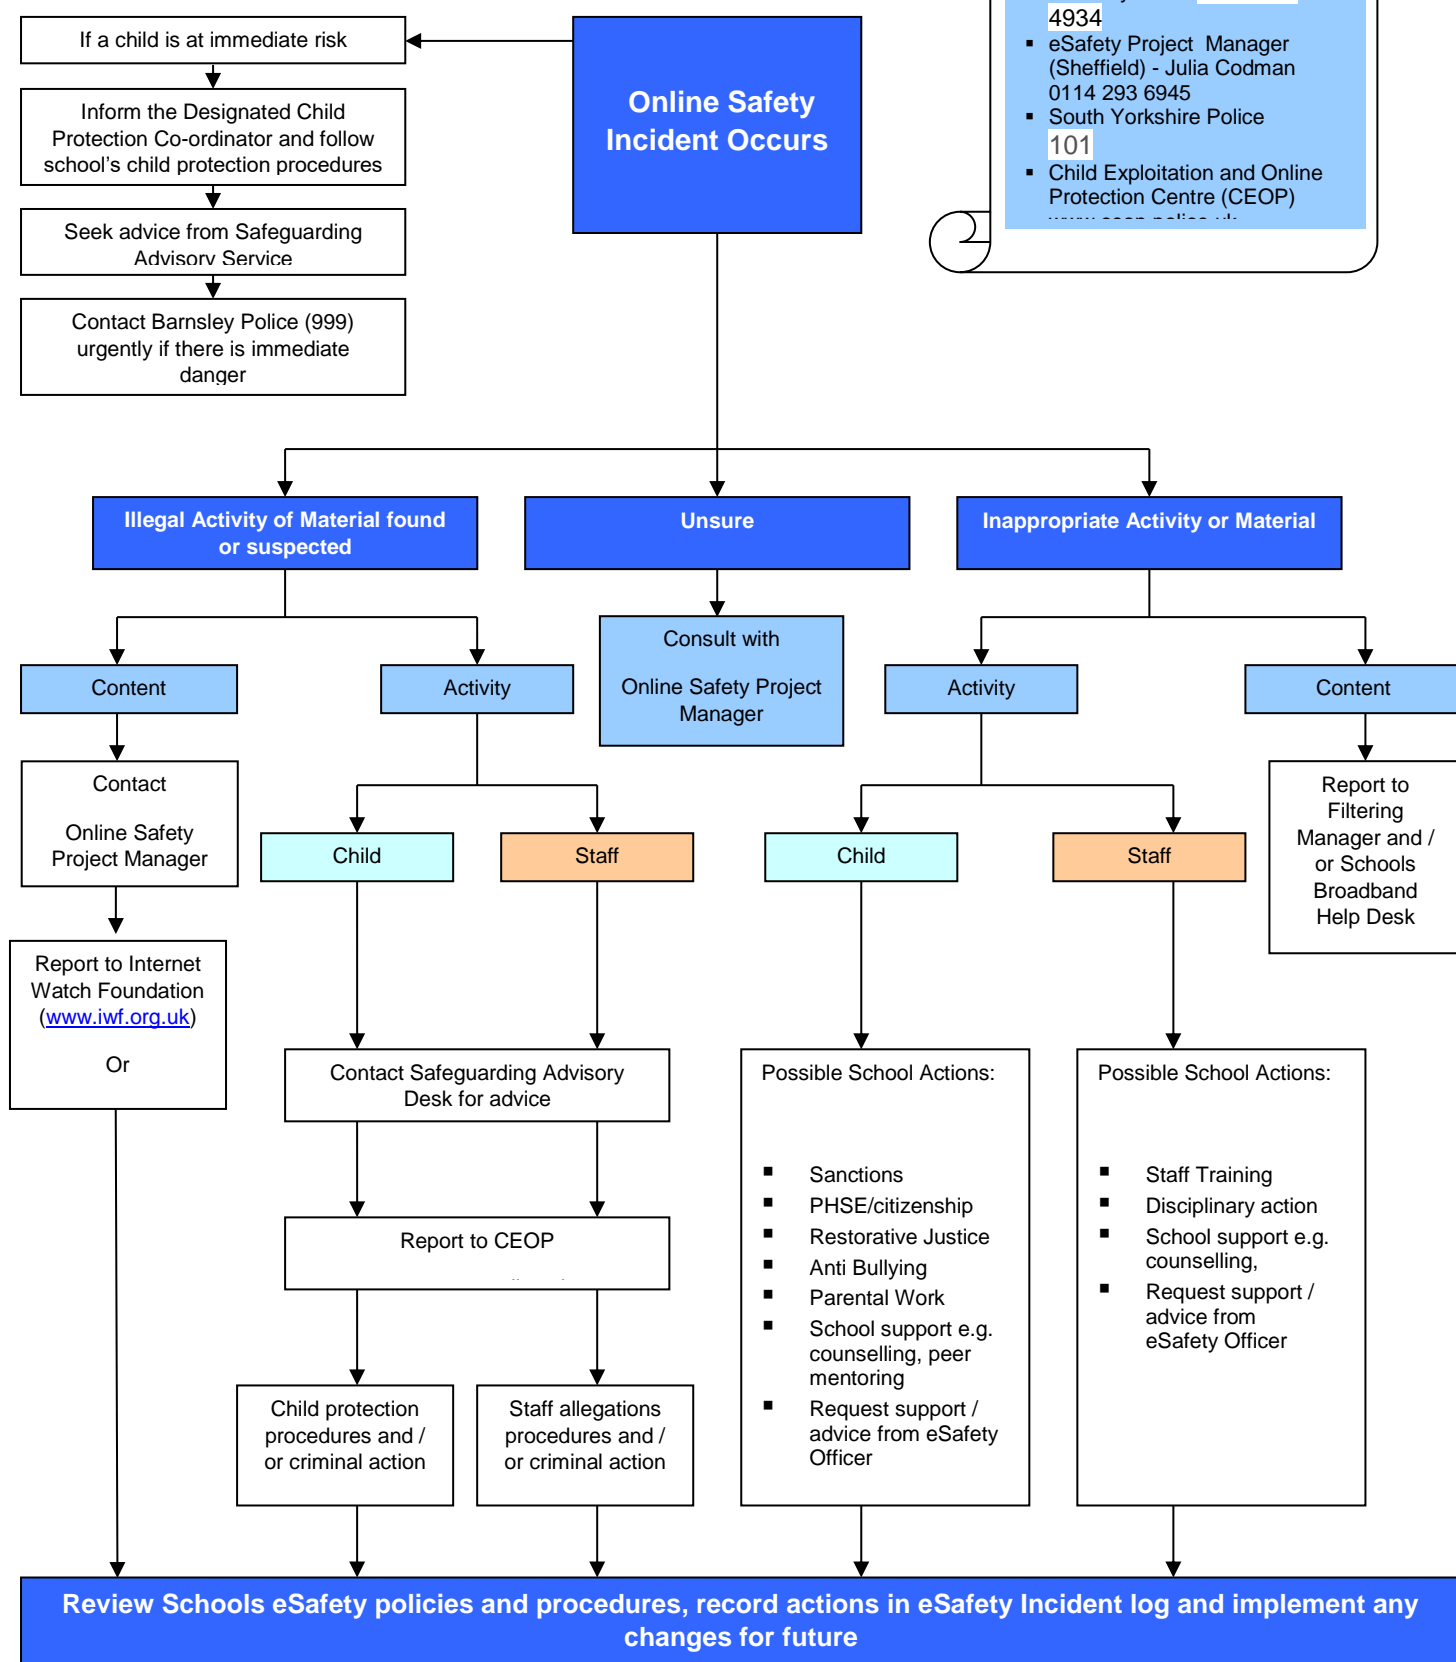 If a child is at immediate risk
Inform the Designated Child
Protection Co-ordinator and follow
school's child protection procedures
Seek advice from Safeguarding
Advisory Service
Contact Barnsley Police (999)
urgently if there is immediate
danger
Online Safety
Incident Occurs
4934
▪ eSafety Project Manager
(Sheffield) - Julia Codman
0114 293 6945
▪ South Yorkshire Police
101
▪ Child Exploitation and Online
Protection Centre (CEOP)
Illegal Activity of Material found
or suspected
Unsure
Inappropriate Activity or Material
Content
Activity
Consult with
Online Safety Project
Manager
Activity
Content
Contact
Online Safety
Project Manager
Child
Staff
Child
Staff
Report to
Filtering
Manager and /
or Schools
Broadband
Help Desk
Report to Internet
Watch Foundation
(www.iwf.org.uk)
Or
Contact Safeguarding Advisory
Desk for advice
Report to CEOP
Child protection
procedures and /
or criminal action
Staff allegations
procedures and /
or criminal action
Possible School Actions:
▪ Sanctions
▪ PHSE/citizenship
▪ Restorative Justice
▪ Anti Bullying
▪ Parental Work
▪ School support e.g.
counselling, peer
mentoring
▪ Request support /
advice from eSafety
Officer
Possible School Actions:
▪ Staff Training
▪ Disciplinary action
▪ School support e.g.
counselling,
▪ Request support /
advice from
eSafety Officer
Review Schools eSafety policies and procedures, record actions in eSafety Incident log and implement any
changes for future